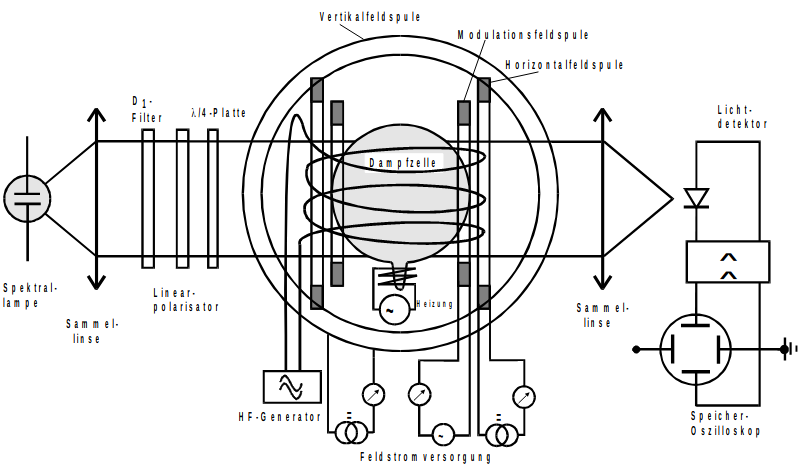 Vertikalfeldspule
Modulationsfeldspule
Horizontalfeldspule
D1-
Filter
λ/4-Platte
Licht-
detektor
Dampfzelle
Spektral-
lampe
Linear-
polarisator
Sammel-
linse
Heizung
~
Sammel-
linse
HF-Generator
=
~
=
Speicher-
Oszilloskop
Feldstromversorgung